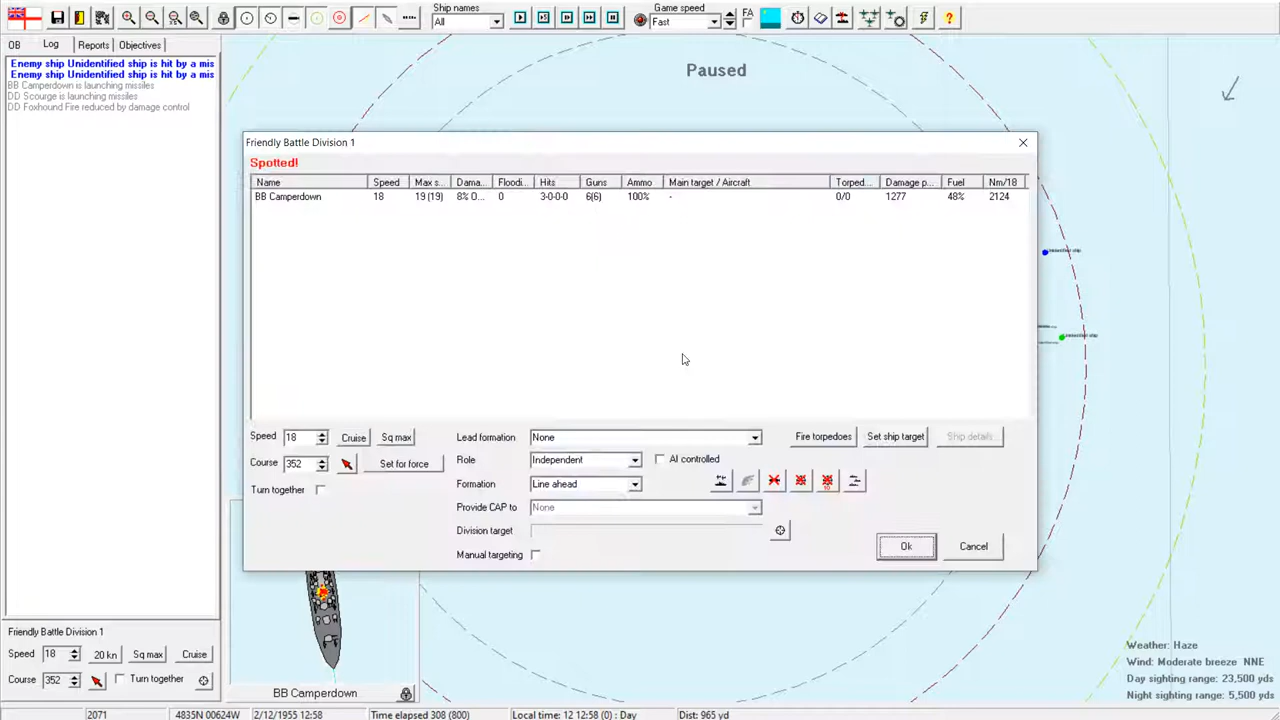 Ship names
All
FA
Game speed
Fast
OB Log Reports Objectives
Enemy ship Unidentified ship is hit by a mis
Enemy ship Unidentified ship is hit by a mis
BB Camperdown is launching missiles
DD Scourge is launching missiles
DD Foxhound Fire reduced by damage control
Paused
Friendly Battle Division 1
Spotted!
Name Speed Max s... Dama... Floodi... Hits Guns Ammo Main target / Aircraft Torped... Damage p... Fuel Nm/18
BB Camperdown 18 19 (19) 8% O... 0 3-0-0-0 6(6) 100% - 0/0 1277 48% 2124
Speed 18 Cruise Sq max Lead formation None Fire torpedoes Set ship target Ship details...
Course 352 Set for force Role Independent AI controlled
Turn together Formation Line ahead
Provide CAP to None
Division target
Manual targeting
Ok Cancel
Unidentified ship
Unidentified ship
Friendly Battle Division 1
Speed 18 20 kn Sq max Cruise
Course 352 Turn together
BB Camperdown
Weather: Haze
Wind: Moderate breeze NNE
Day sighting range: 23,500 yds
Night sighting range: 5,500 yds
2071 4835N 00624W 2/12/1955 12:58 Time elapsed 308 (800) Local time: 12 12:58 (0) : Day Dist: 965 yd